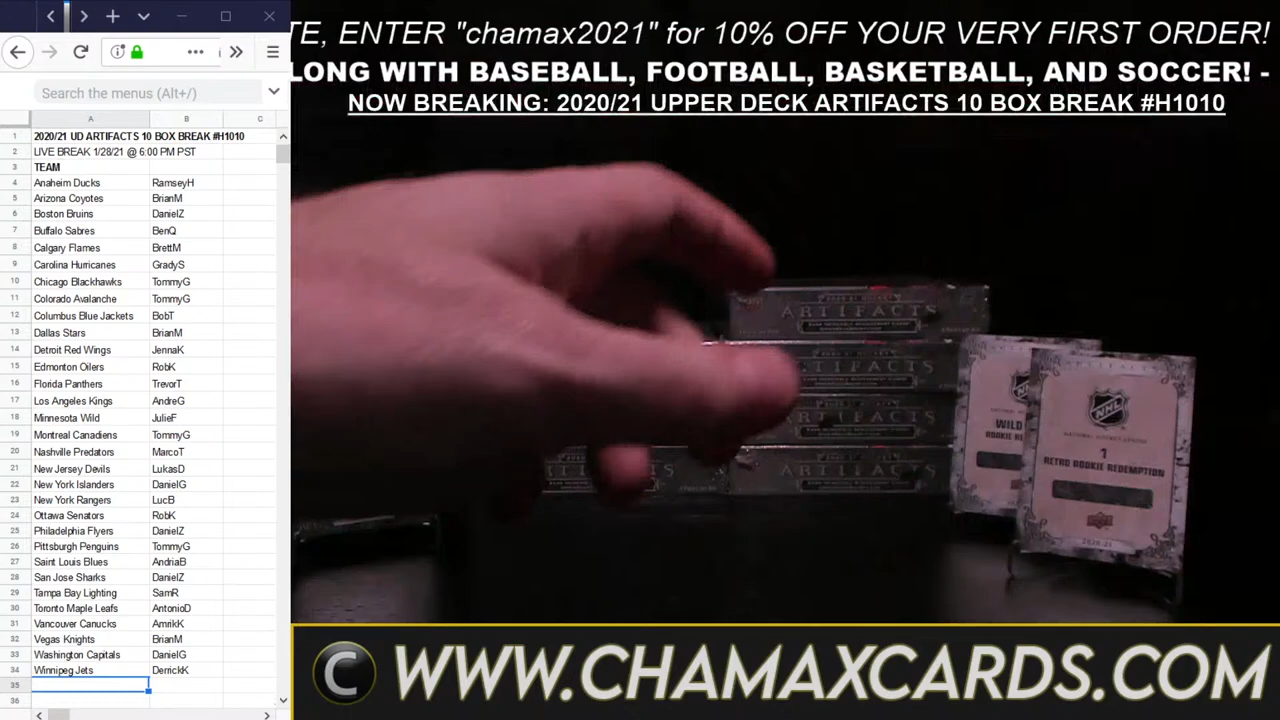 TE, ENTER "chamax2021" for 10% OFF YOUR VERY FIRST ORDER!
LONG WITH BASEBALL, FOOTBALL, BASKETBALL, AND SOCCER! -
NOW BREAKING: 2020/21 UPPER DECK ARTIFACTS 10 BOX BREAK #H1010
Search the menus (Alt+/)
A B C
1 2020/21 UD ARTIFACTS 10 BOX BREAK #H1010
2 LIVE BREAK 1/28/21 @ 6:00 PM PST
3 TEAM
4 Anaheim Ducks RamseyH
5 Arizona Coyotes BrianM
6 Boston Bruins DanielZ
7 Buffalo Sabres BenQ
8 Calgary Flames BrettM
9 Carolina Hurricanes GradyS
10 Chicago Blackhawks TommyG
11 Colorado Avalanche TommyG
12 Columbus Blue Jackets BobT
13 Dallas Stars BrianM
14 Detroit Red Wings JennaK
15 Edmonton Oilers RobK
16 Florida Panthers TrevorT
17 Los Angeles Kings AndreG
18 Minnesota Wild JulieF
19 Montreal Canadiens TommyG
20 Nashville Predators MarcoT
21 New Jersey Devils LukasD
22 New York Islanders DanielG
23 New York Rangers LucB
24 Ottawa Senators RobK
25 Philadelphia Flyers DanielZ
26 Pittsburgh Penguins TommyG
27 Saint Louis Blues AndriaB
28 San Jose Sharks DanielZ
29 Tampa Bay Lighting SamR
30 Toronto Maple Leafs AntonioD
31 Vancouver Canucks AmrikK
32 Vegas Knights BrianM
33 Washington Capitals DanielG
34 Winnipeg Jets DerrickK
35
36
ARTIFACTS
ARTIFACTS
ARTIFACTS
ARTIFACTS
ARTIFACTS
WILD
ROOKIE RE
ARTIFACTS
NHL
1
RETRO ROOKIE REDEMPTION
2020-21
C WWW.CHAMAXCARDS.COM